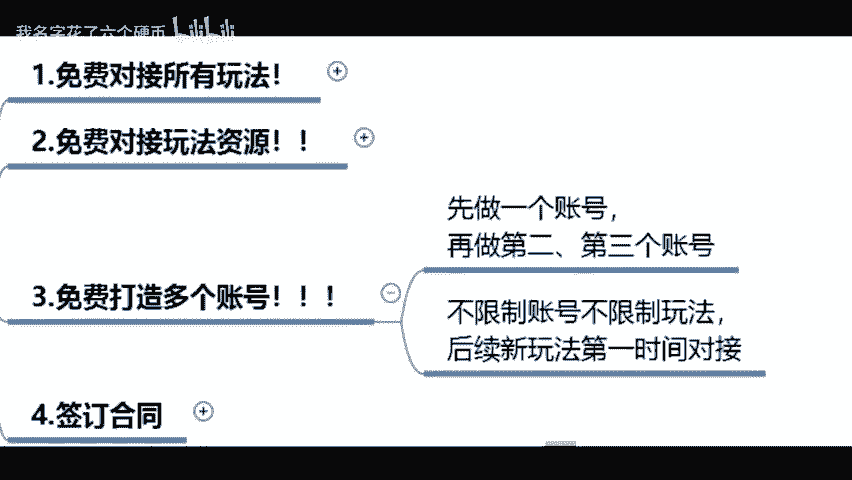 我名字花了六个硬币
bilibili
1.免费对接所有玩法！
2.免费对接玩法资源！！
先做一个账号，
再做第二、第三个账号
3.免费打造多个账号！！！
不限制账号不限制玩法，
后续新玩法第一时间对接
4.签订合同